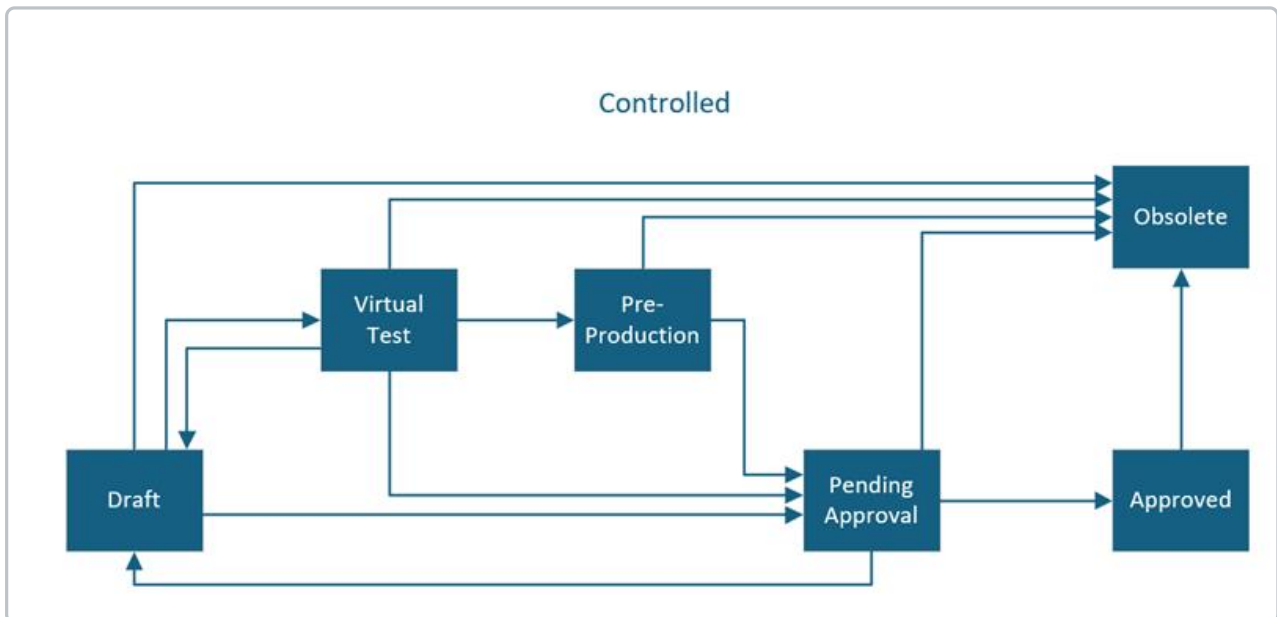 Controlled
Obsolete
Virtual
Test
Pre-
Production
Draft
Pending
Approval
Approved